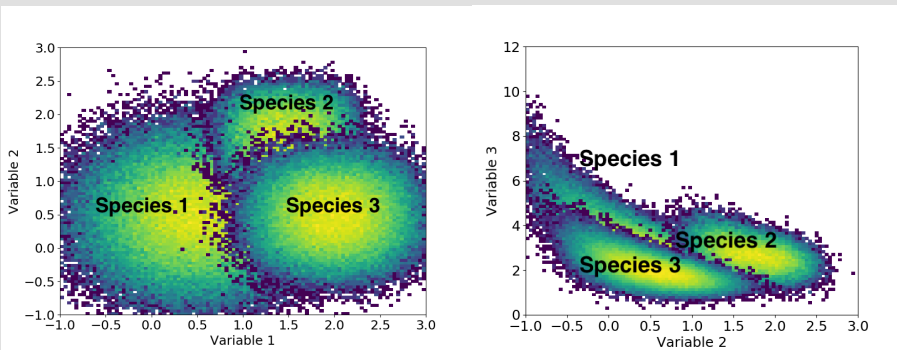 3.0
2.5
2.0
1.5
1.0
0.5
0.0
−0.5
−1.0
Variable 2
Species 2
Species 1
Species 3
−1.0 −0.5 0.0 0.5 1.0 1.5 2.0 2.5 3.0
Variable 1
12
10
8
6
4
2
0
Variable 3
Species 1
Species 2
Species 3
−1.0 −0.5 0.0 0.5 1.0 1.5 2.0 2.5 3.0
Variable 2